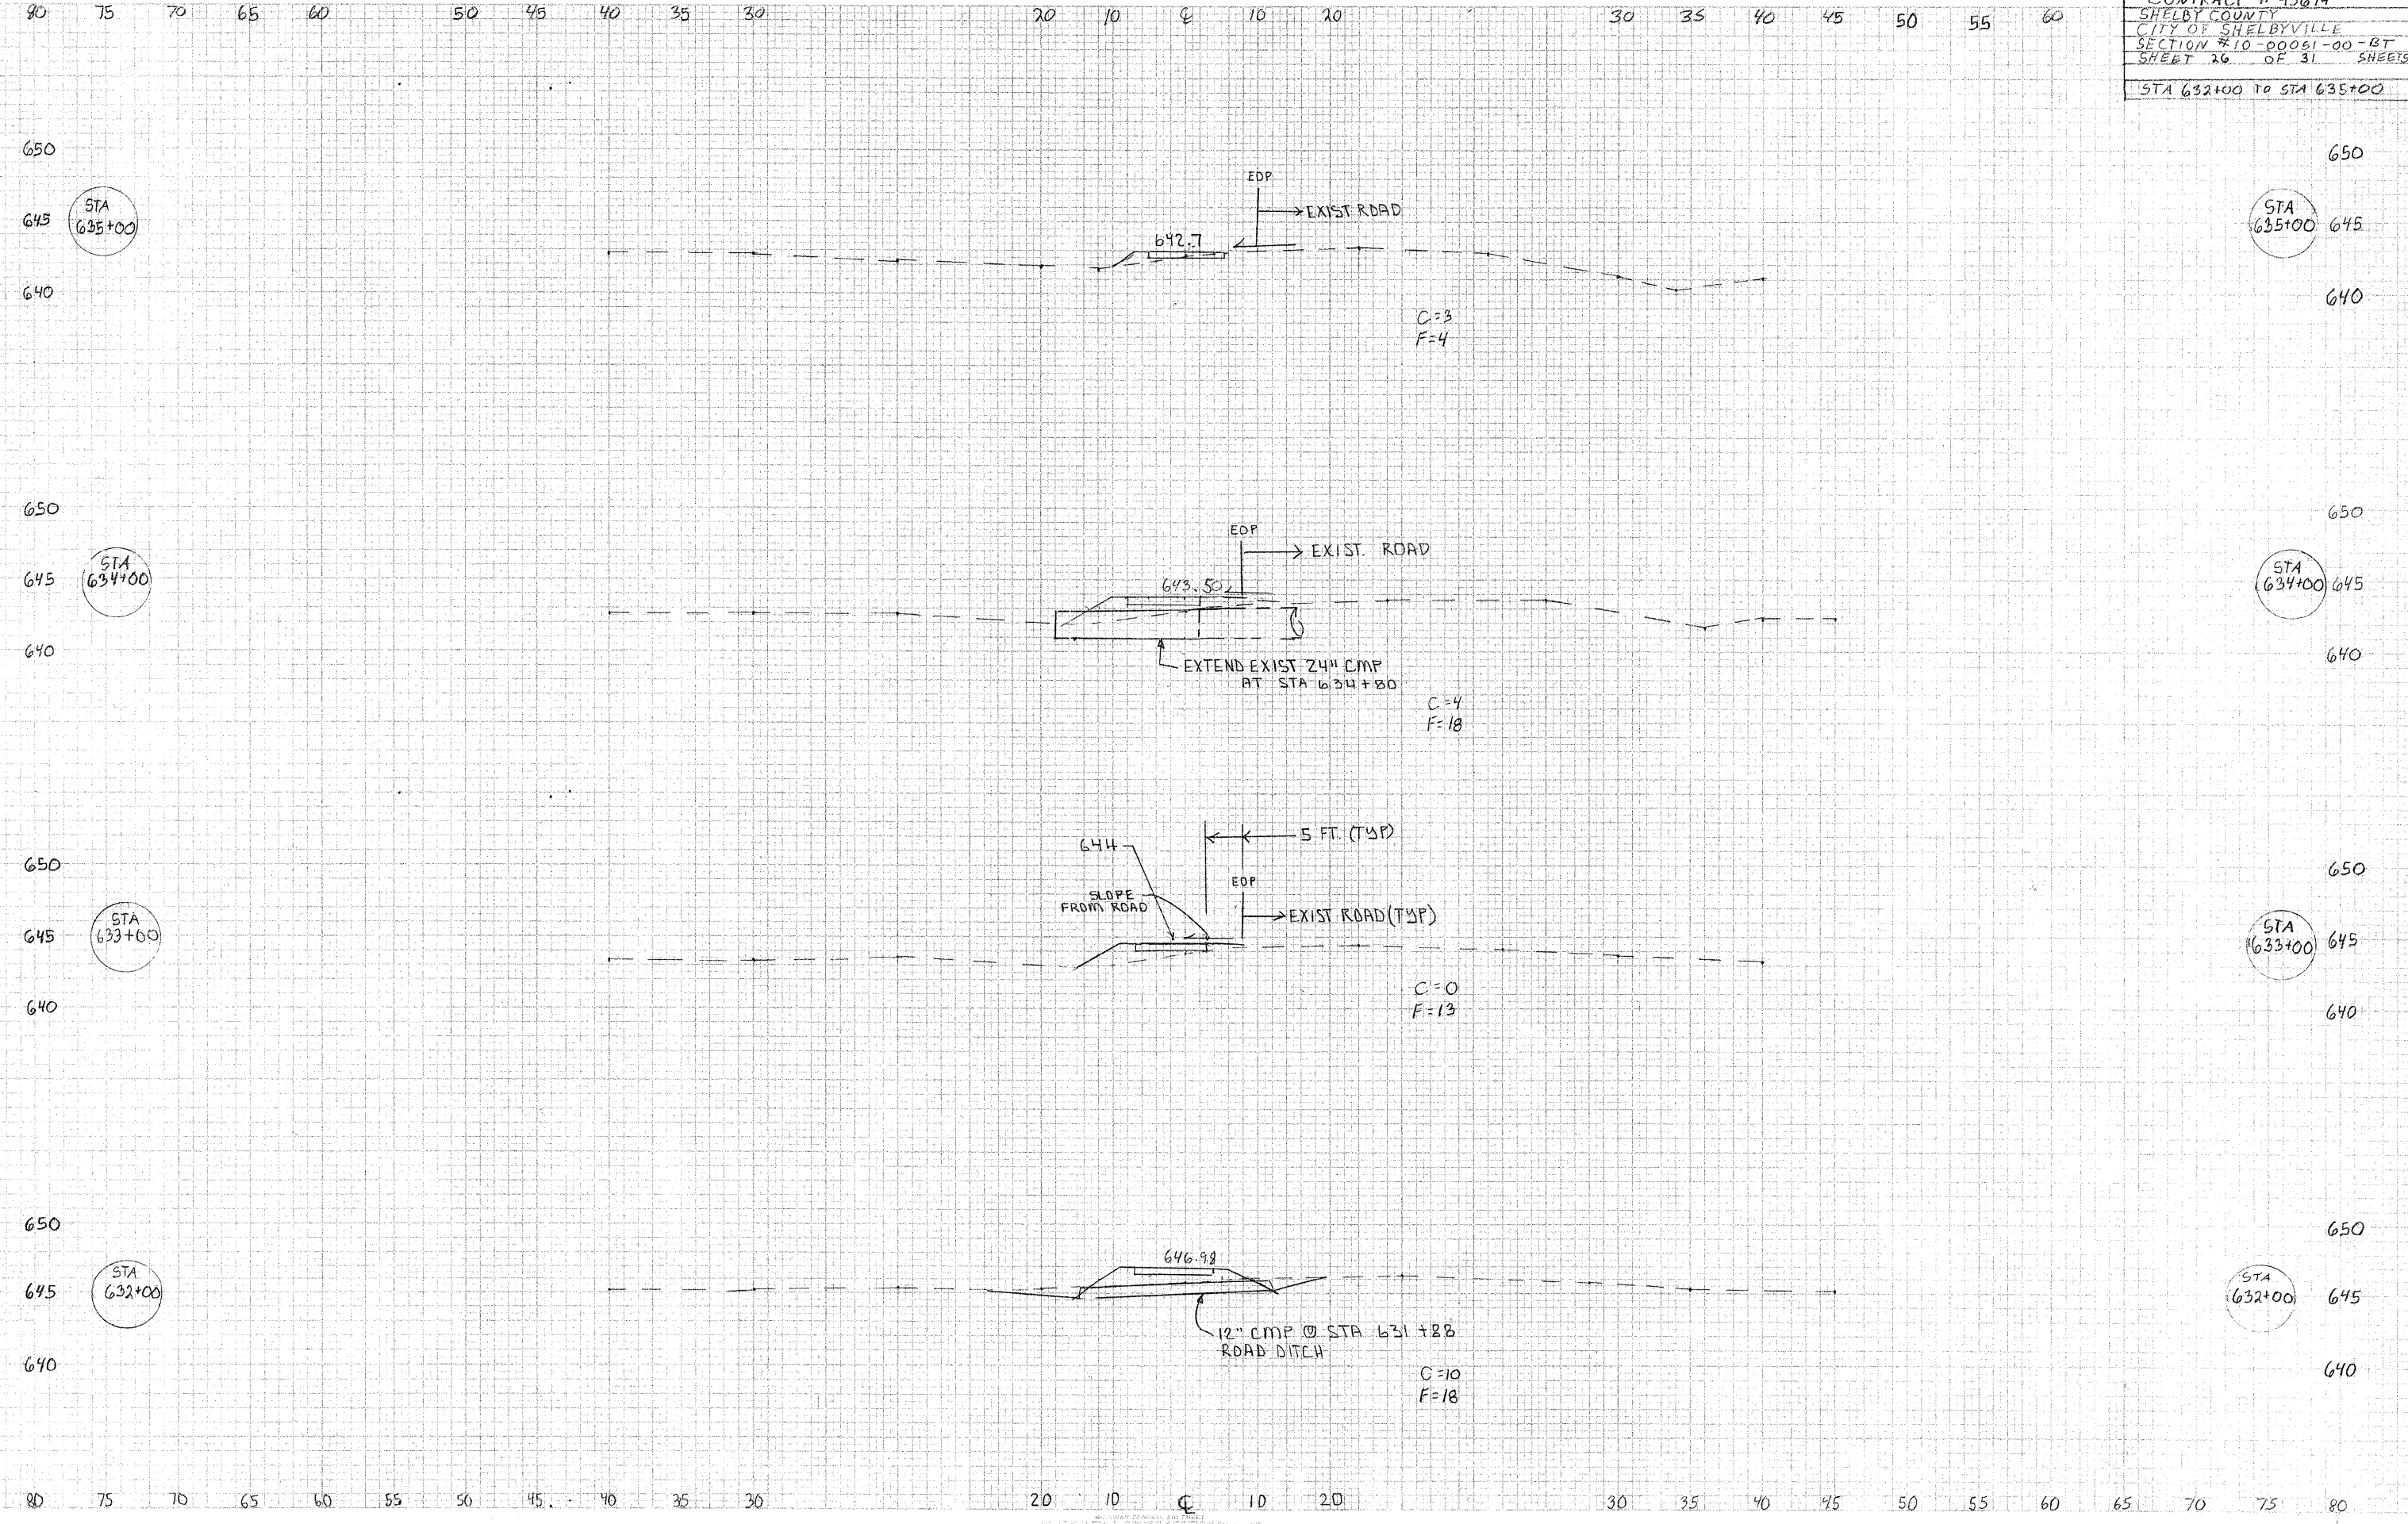 80 75 70 65 60 50 45 40 35 30 20 10 ℄ 10 20 30 35 40 45 50 55 60
SHELBY COUNTY
CITY OF SHELBYVILLE
SECTION #10-00051-00-BT
SHEET 26 OF 31 SHEETS
STA 632+00 TO STA 635+00
650 650
EOP
STA 635+00
645
EXIST ROAD
STA 635+00
645
642.7
640 640
C=3
F=4
650 650
EOP
STA 634+00
645
EXIST. ROAD
STA 634+00
645
643.50
640 640
EXTEND EXIST 24" CMP
AT STA 634+80
C=4
F=18
5 FT. (TYP)
644
650 650
EOP
SLOPE
FROM ROAD
EXIST ROAD (TYP)
STA 633+00
645
STA 633+00
645
640 640
C=0
F=13
650 650
646.98
STA 632+00
645
STA 632+00
645
12" CMP @ STA 631+88
ROAD DITCH
640 640
C=10
F=18
80 75 70 65 60 55 50 45 40 35 30 20 10 ℄ 10 20 30 35 40 45 50 55 60 65 70 75 80